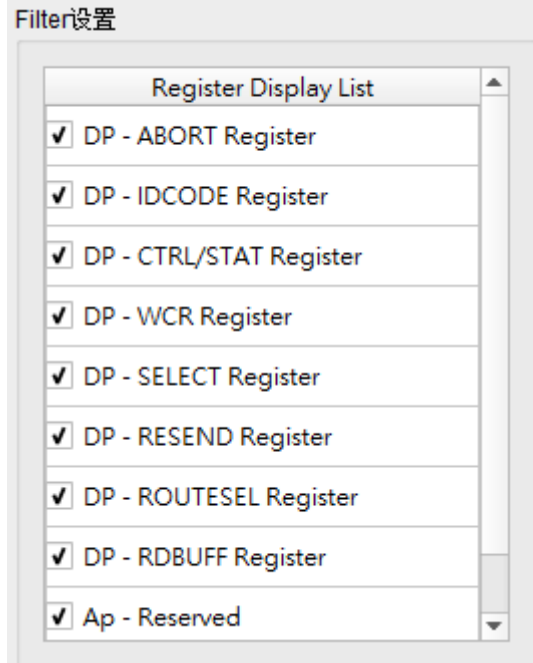 Filter设置
Register Display List
DP - ABORT Register
DP - IDCODE Register
DP - CTRL/STAT Register
DP - WCR Register
DP - SELECT Register
DP - RESEND Register
DP - ROUTESEL Register
DP - RDBUFF Register
Ap - Reserved